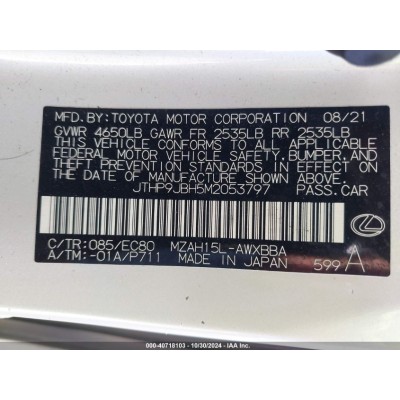 MFD. BY: TOYOTA MOTOR CORPORATION 08/21
GVWR 4650LB GAWR FR 2535LB RR 2535LB
THIS VEHICLE CONFORMS TO ALL APPLICABLE
FEDERAL MOTOR VEHICLE SAFETY, BUMPER, AND
THEFT PREVENTION STANDARDS IN EFFECT ON
THE DATE OF MANUFACTURE SHOWN ABOVE.
JTHP9JBH5M2053797 PASS.CAR
C/TR: 085/EC80 MZAH15L-AWXBBA
A/TM: -01A/P711 MADE IN JAPAN 599 A
000-40718103 - 10/30/2024 - IAA Inc.